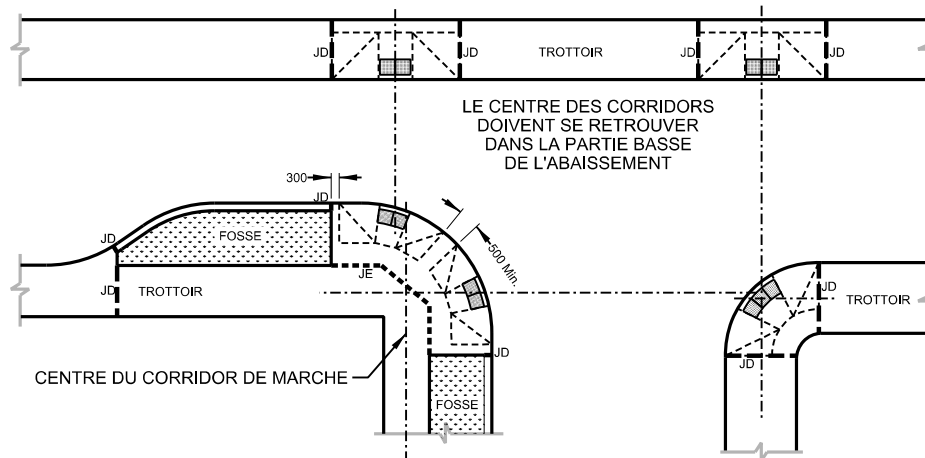 JD
JD
TROTTOIR
JD
JD
LE CENTRE DES CORRIDORS
DOIVENT SE RETROUVER
DANS LA PARTIE BASSE
DE L'ABAISSEMENT
300
JD
500 Min.
JD
FOSSE
JE
JD
TROTTOIR
JD
TROTTOIR
JD
JD
CENTRE DU CORRIDOR DE MARCHE
FOSSE